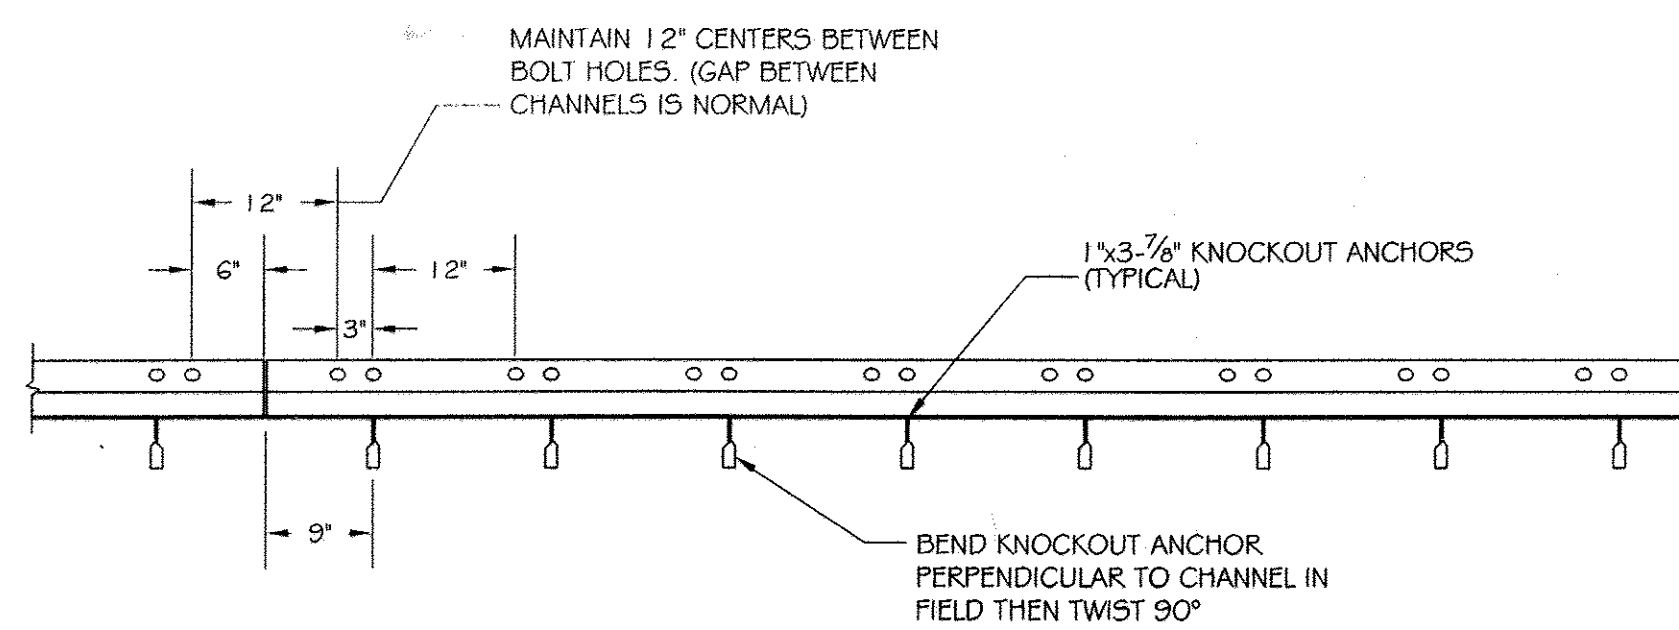 MAINTAIN 12" CENTERS BETWEEN
BOLT HOLES. (GAP BETWEEN
CHANNELS IS NORMAL)
12"
6"
12"
3"
1"x3-7/8" KNOCKOUT ANCHORS
(TYPICAL)
9"
BEND KNOCKOUT ANCHOR
PERPENDICULAR TO CHANNEL IN
FIELD THEN TWIST 90°